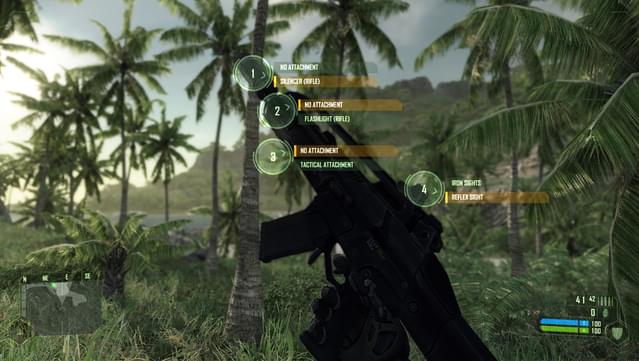 1
NO ATTACHMENT
SILENCER (RIFLE)
2
NO ATTACHMENT
FLASHLIGHT (RIFLE)
3
NO ATTACHMENT
TACTICAL ATTACHMENT
4
IRON SIGHTS
REFLEX SIGHT
N NE E SE
41 42
0
100
100